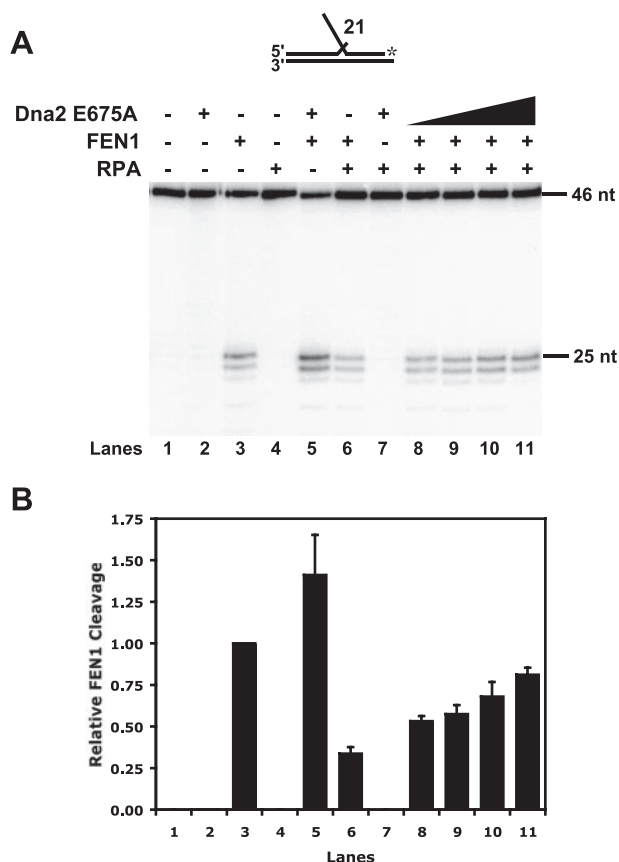 A
21
5'
*
3'
Dna2 E675A - + - - + - +
FEN1 - - + - + + - + + + +
RPA - - - + - + + + + + +
46 nt
25 nt
Lanes 1 2 3 4 5 6 7 8 9 10 11
B
Relative FEN1 Cleavage
1.75
1.50
1.25
1.00
0.75
0.50
0.25
0.00
1 2 3 4 5 6 7 8 9 10 11
Lanes